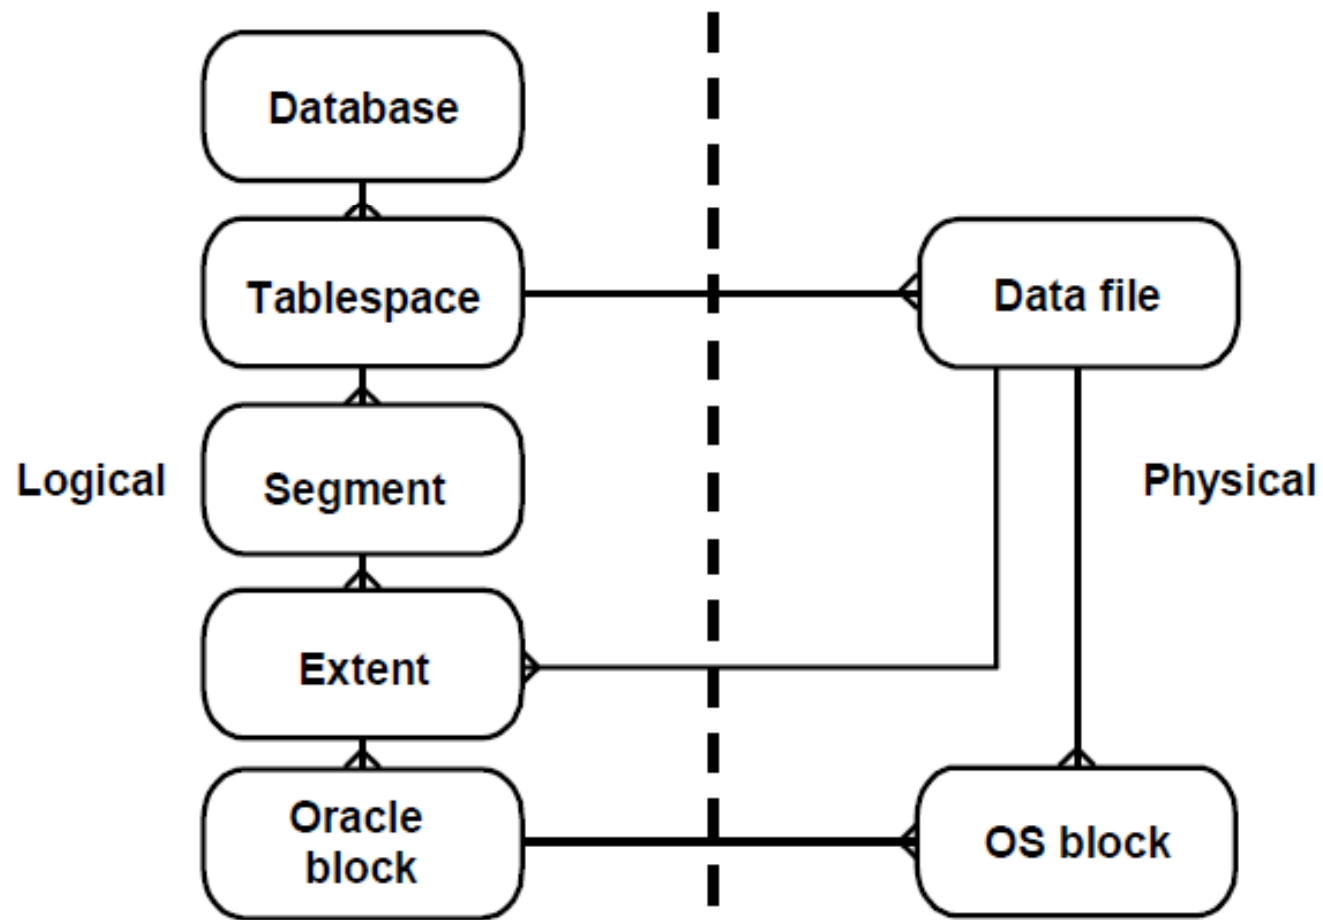 Database
Tablespace
Data file
Logical
Segment
Physical
Extent
Oracle
block
OS block